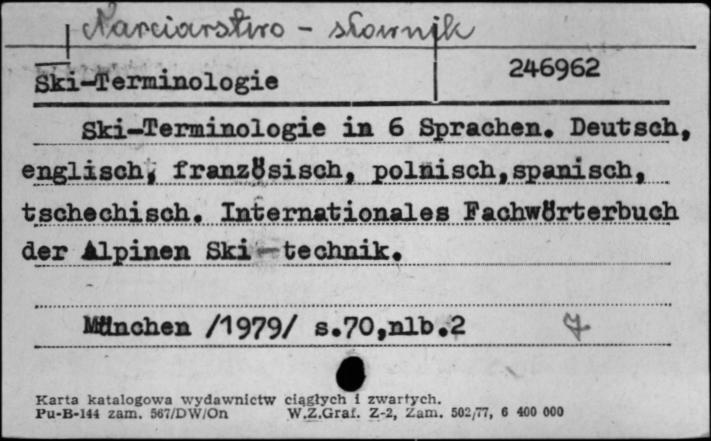 Narciarstwo - słownik
Ski-Terminologie
246962
Ski-Terminologie in 6 Sprachen. Deutsch,
englisch, französisch, polnisch,spanisch,
tschechisch. Internationales Fachwörterbuch
der Alpinen Ski-technik.
München /1979/ s.70,nlb.2
Karta katalogowa wydawnictw ciągłych i zwartych.
Pu-B-144 zam. 567/DW/On W.Z.Graf. Z-2, Zam. 502/77, 6 400 000